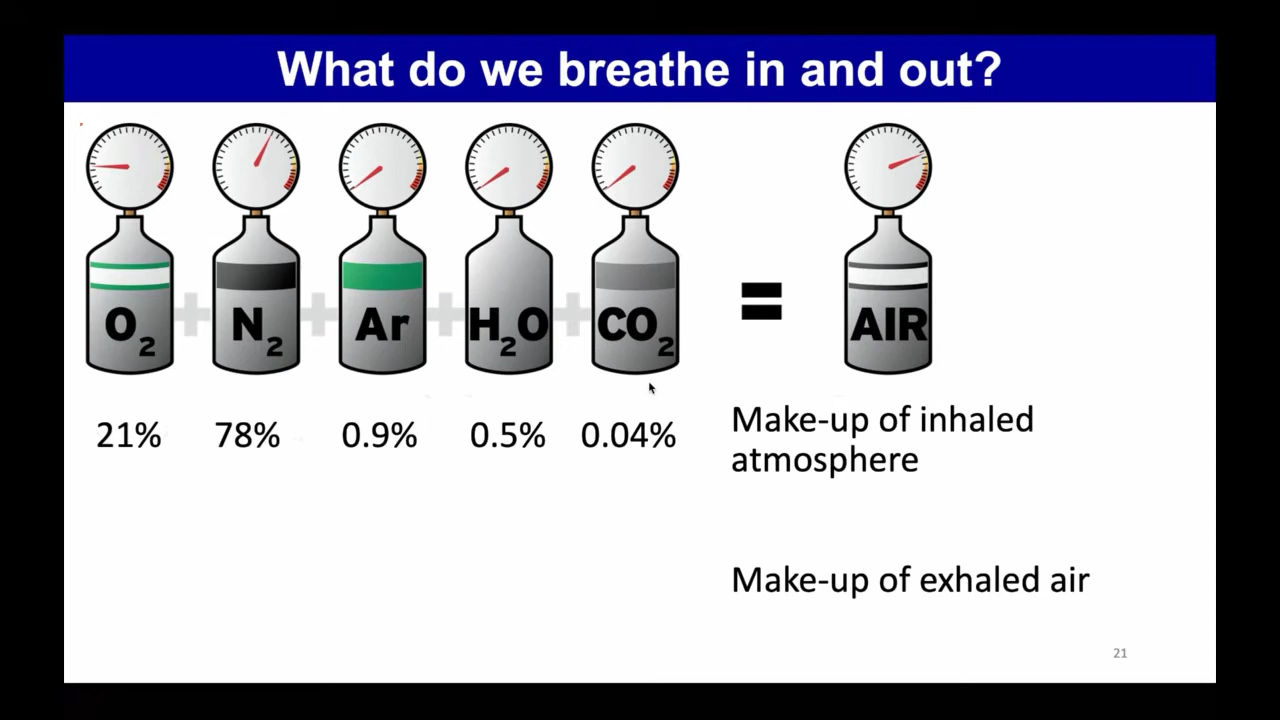 What do we breathe in and out?
O2 + N2 + Ar + H2O + CO2 = AIR
21% 78% 0.9% 0.5% 0.04%
Make-up of inhaled
atmosphere
Make-up of exhaled air
21